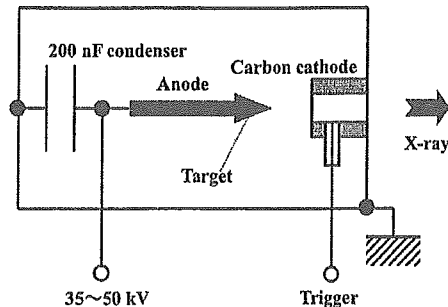 200 nF condenser
Anode
Carbon cathode
X-ray
Target
35～50 kV
Trigger